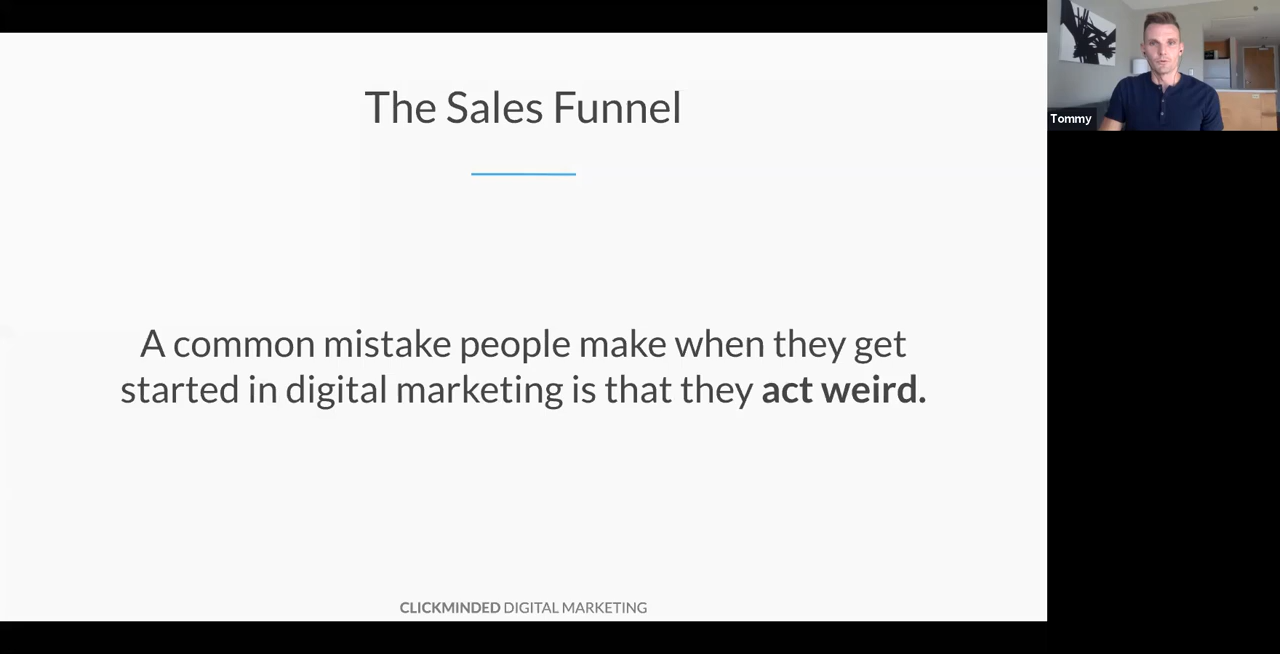 The Sales Funnel
A common mistake people make when they get
started in digital marketing is that they act weird.
CLICKMINDED DIGITAL MARKETING
Tommy